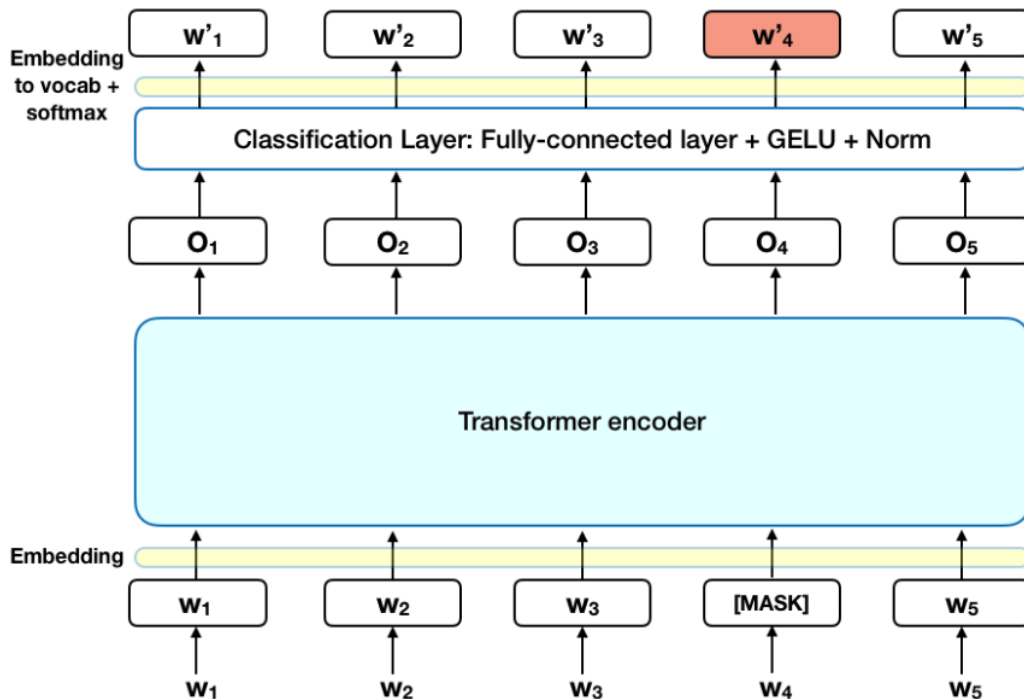 w’1 w’2 w’3 w’4 w’5
Embedding
to vocab +
softmax
Classification Layer: Fully-connected layer + GELU + Norm
O1 O2 O3 O4 O5
Transformer encoder
Embedding
w1 w2 w3 [MASK] w5
w1 w2 w3 w4 w5